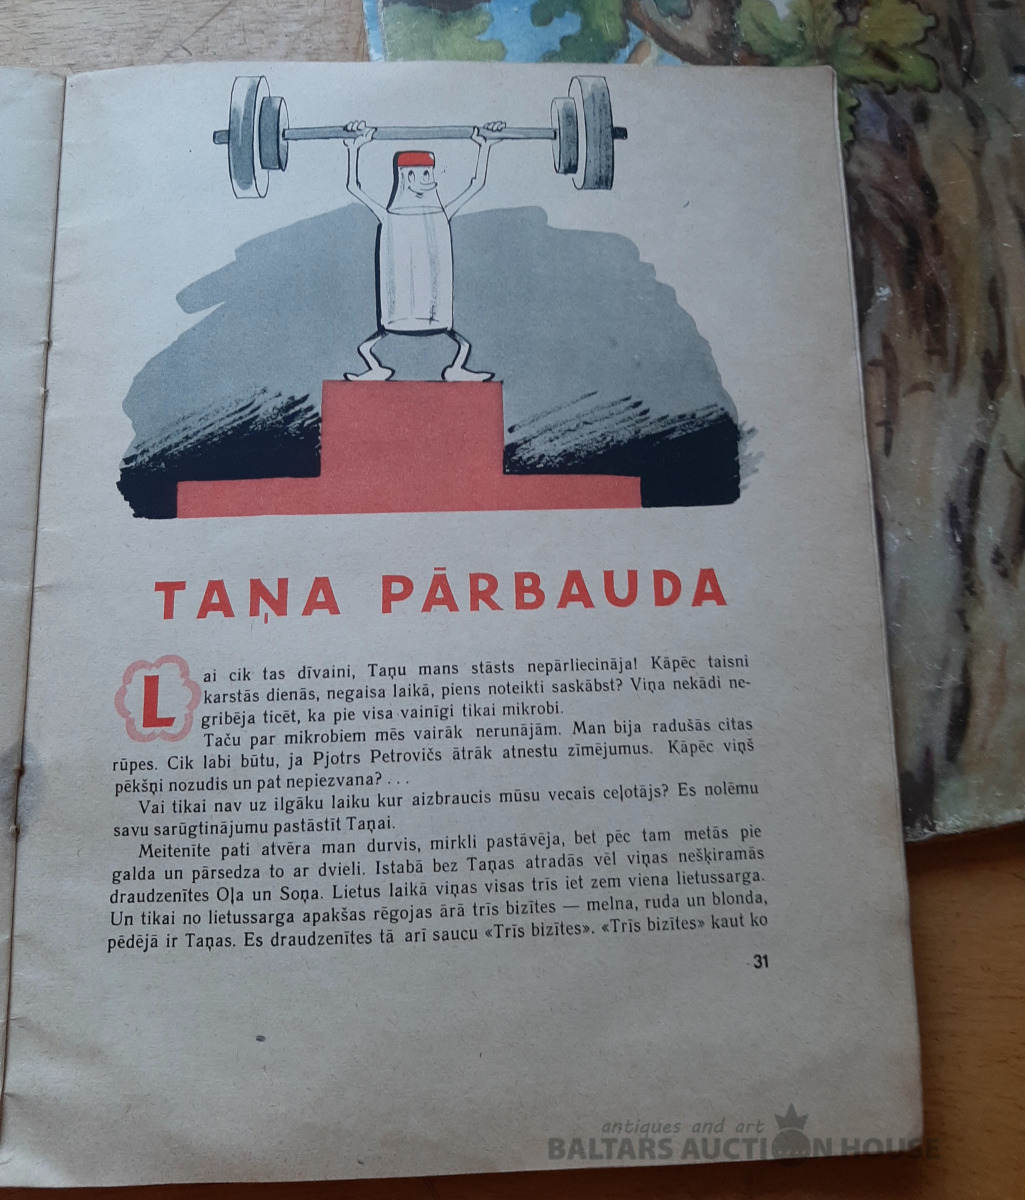 TAŅA PĀRBAUDA
Lai cik tas dīvaini, Taņu mans stāsts nepārliecināja! Kāpēc taisni
karstās dienās, negaisa laikā, piens noteikti saskābst? Viņa nekādi ne-
gribēja ticēt, ka pie visa vainīgi tikai mikrobi.
Taču par mikrobiem mēs vairāk nerunājām. Man bija radušās citas
rūpes. Cik labi būtu, ja Pjotrs Petrovičs ātrāk atnestu zīmējumus. Kāpēc viņš
pēkšņi nozudis un pat nepiezvana? . . .
Vai tikai nav uz ilgāku laiku kur aizbraucis mūsu vecais ceļotājs? Es nolēmu
savu sarūgtinājumu pastāstīt Taņai.
Meitenīte pati atvēra man durvis, mirkli pastāvēja, bet pēc tam metās pie
galda un pārsedza to ar dvieli. Istabā bez Taņas atradās vēl viņas nešķiramās
draudzenītes Oļa un Soņa. Lietus laikā viņas visas trīs iet zem viena lietussarga.
Un tikai no lietussarga apakšas rēgojas ārā trīs bizītes — melna, ruda un blonda,
pēdējā ir Taņas. Es draudzenītes tā arī saucu «Trīs bizītes». «Trīs bizītes» kaut ko
31
antiques and art
BALTARS AUCTION HOUSE